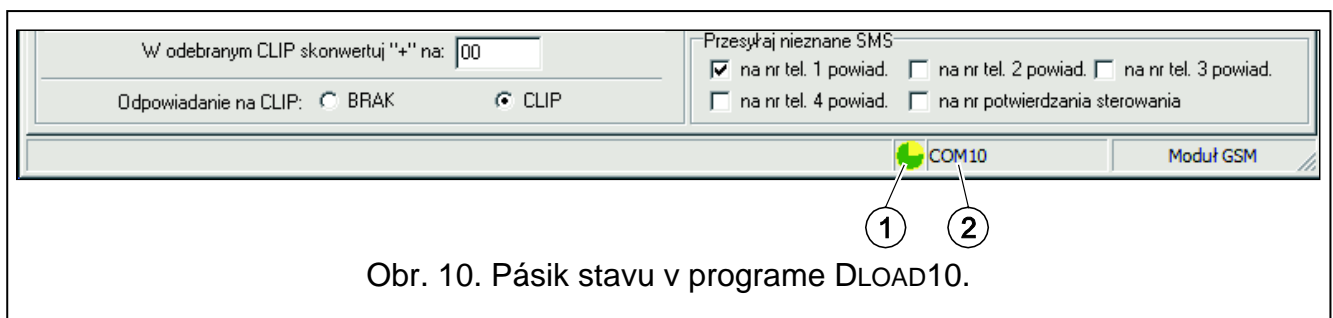 W odebranym CLIP skonwertuj "+" na: 00
Odpowiadanie na CLIP: BRAK CLIP
Przesyłaj nieznane SMS
na nr tel. 1 powiad. na nr tel. 2 powiad. na nr tel. 3 powiad.
na nr tel. 4 powiad. na nr potwierdzania sterowania
COM10 Moduł GSM
1 2
Obr. 10. Pásik stavu v programe DLOAD10.